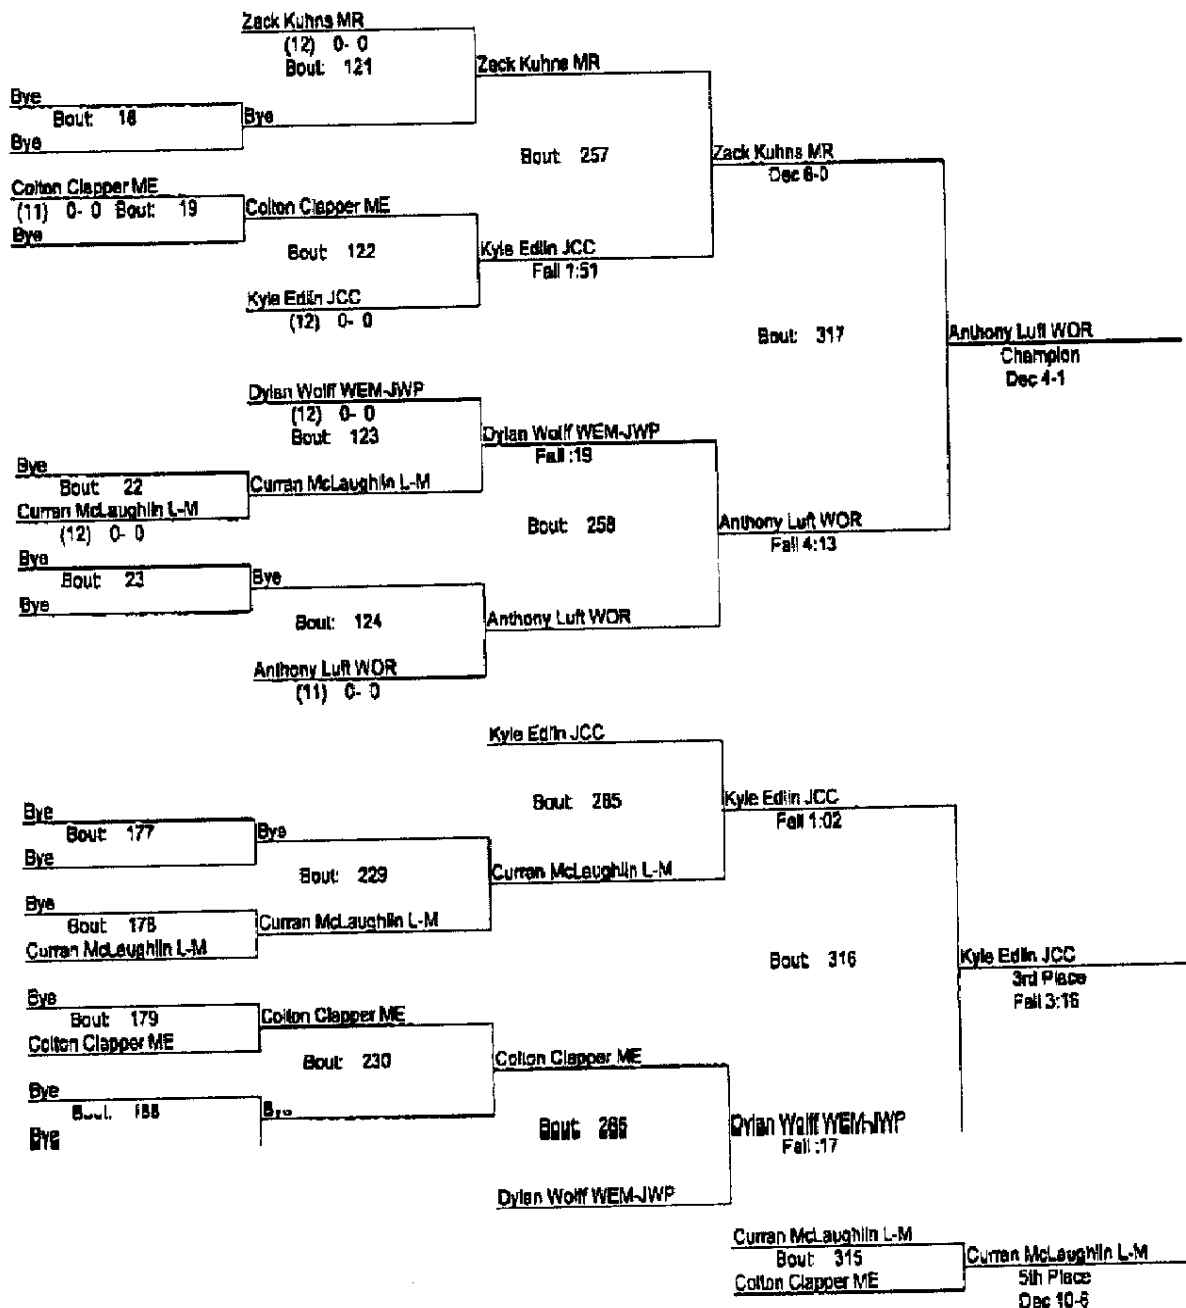 Zack Kuhns MR
(12) 0- 0
Bout: 121
Zack Kuhns MR
Bye
Bout: 18
Bye
Bye
Bout: 257
Zack Kuhns MR
Dec 6-0
Colton Clapper ME
(11) 0- 0 Bout: 19
Bye
Colton Clapper ME
Bout: 122
Kyle Edlin JCC
Fall 1:51
Kyle Edlin JCC
(12) 0- 0
Bout: 317
Anthony Luft WOR
Champion
Dec 4-1
Dylan Wolff WEM-JWP
(12) 0- 0
Bout: 123
Dylan Wolff WEM-JWP
Fall :19
Bye
Bout: 22
Curran McLaughlin L-M
Curran McLaughlin L-M
(12) 0- 0
Bout: 258
Anthony Luft WOR
Fall 4:13
Bye
Bout: 23
Bye
Bye
Bout: 124
Anthony Luft WOR
Anthony Luft WOR
(11) 0- 0
Kyle Edlin JCC
Bout: 285
Kyle Edlin JCC
Fall 1:02
Bye
Bout: 177
Bye
Bye
Bout: 229
Curran McLaughlin L-M
Bye
Bout: 178
Curran McLaughlin L-M
Curran McLaughlin L-M
Bout: 316
Kyle Edlin JCC
3rd Place
Fall 3:16
Bye
Bout: 179
Colton Clapper ME
Colton Clapper ME
Bout: 230
Colton Clapper ME
Bye
Bout:
Bye
Bye
Bout: 286
Dylan Wolff WEM-JWP
Fall :17
Dylan Wolff WEM-JWP
Curran McLaughlin L-M
Bout: 315
Colton Clapper ME
Curran McLaughlin L-M
5th Place
Dec 10-6